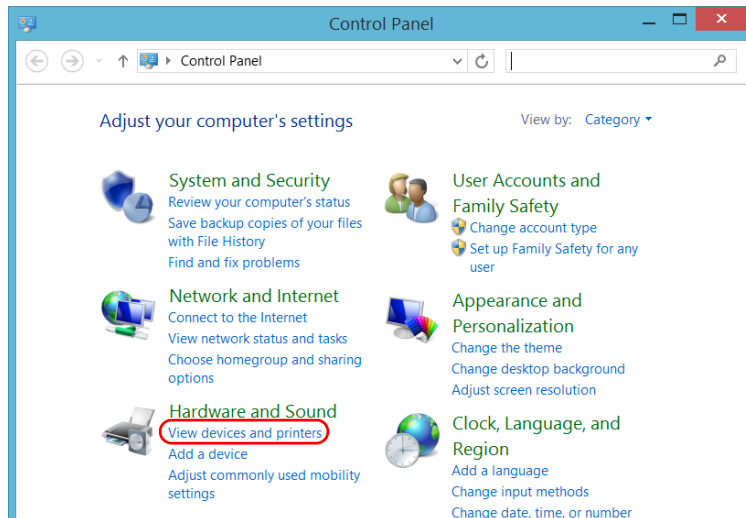 Control Panel
Control Panel
Adjust your computer's settings
View by: Category
System and Security
Review your computer's status
Save backup copies of your files
with File History
Find and fix problems
Network and Internet
Connect to the Internet
View network status and tasks
Choose homegroup and sharing
options
Hardware and Sound
View devices and printers
Add a device
Adjust commonly used mobility
settings
User Accounts and
Family Safety
Change account type
Set up Family Safety for any
user
Appearance and
Personalization
Change the theme
Change desktop background
Adjust screen resolution
Clock, Language, and
Region
Add a language
Change input methods
Change date, time, or number